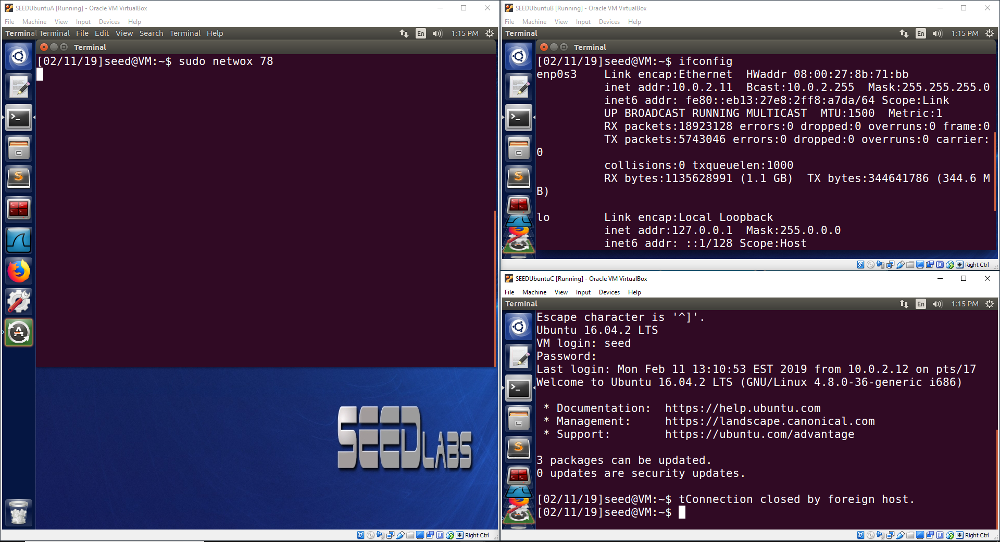 SEEDUbuntuA [Running] - Oracle VM VirtualBox
File Machine View Input Devices Help
Terminal Terminal File Edit View Search Terminal Help En 1:15 PM
Terminal
[02/11/19]seed@VM:~$ sudo netwox 78
SEEDLABS
Right Ctrl
SEEDUbuntuB [Running] - Oracle VM VirtualBox
File Machine View Input Devices Help
Terminal En 1:15 PM
Terminal
[02/11/19]seed@VM:~$ ifconfig
enp0s3    Link encap:Ethernet  HWaddr 08:00:27:8b:71:bb
          inet addr:10.0.2.11  Bcast:10.0.2.255  Mask:255.255.255.0
          inet6 addr: fe80::eb13:27e8:2ff8:a7da/64 Scope:Link
          UP BROADCAST RUNNING MULTICAST  MTU:1500  Metric:1
          RX packets:18923128 errors:0 dropped:0 overruns:0 frame:0
          TX packets:5743046 errors:0 dropped:0 overruns:0 carrier:
0
          collisions:0 txqueuelen:1000
          RX bytes:1135628991 (1.1 GB)  TX bytes:344641786 (344.6 M
B)
lo        Link encap:Local Loopback
          inet addr:127.0.0.1  Mask:255.0.0.0
          inet6 addr: ::1/128 Scope:Host
Right Ctrl
SEEDUbuntuC [Running] - Oracle VM VirtualBox
File Machine View Input Devices Help
Terminal En 1:15 PM
Escape character is '^]'.
Ubuntu 16.04.2 LTS
VM login: seed
Password:
Last login: Mon Feb 11 13:10:53 EST 2019 from 10.0.2.12 on pts/17
Welcome to Ubuntu 16.04.2 LTS (GNU/Linux 4.8.0-36-generic i686)
 * Documentation:  https://help.ubuntu.com
 * Management:     https://landscape.canonical.com
 * Support:        https://ubuntu.com/advantage
3 packages can be updated.
0 updates are security updates.
[02/11/19]seed@VM:~$ tConnection closed by foreign host.
[02/11/19]seed@VM:~$
Right Ctrl